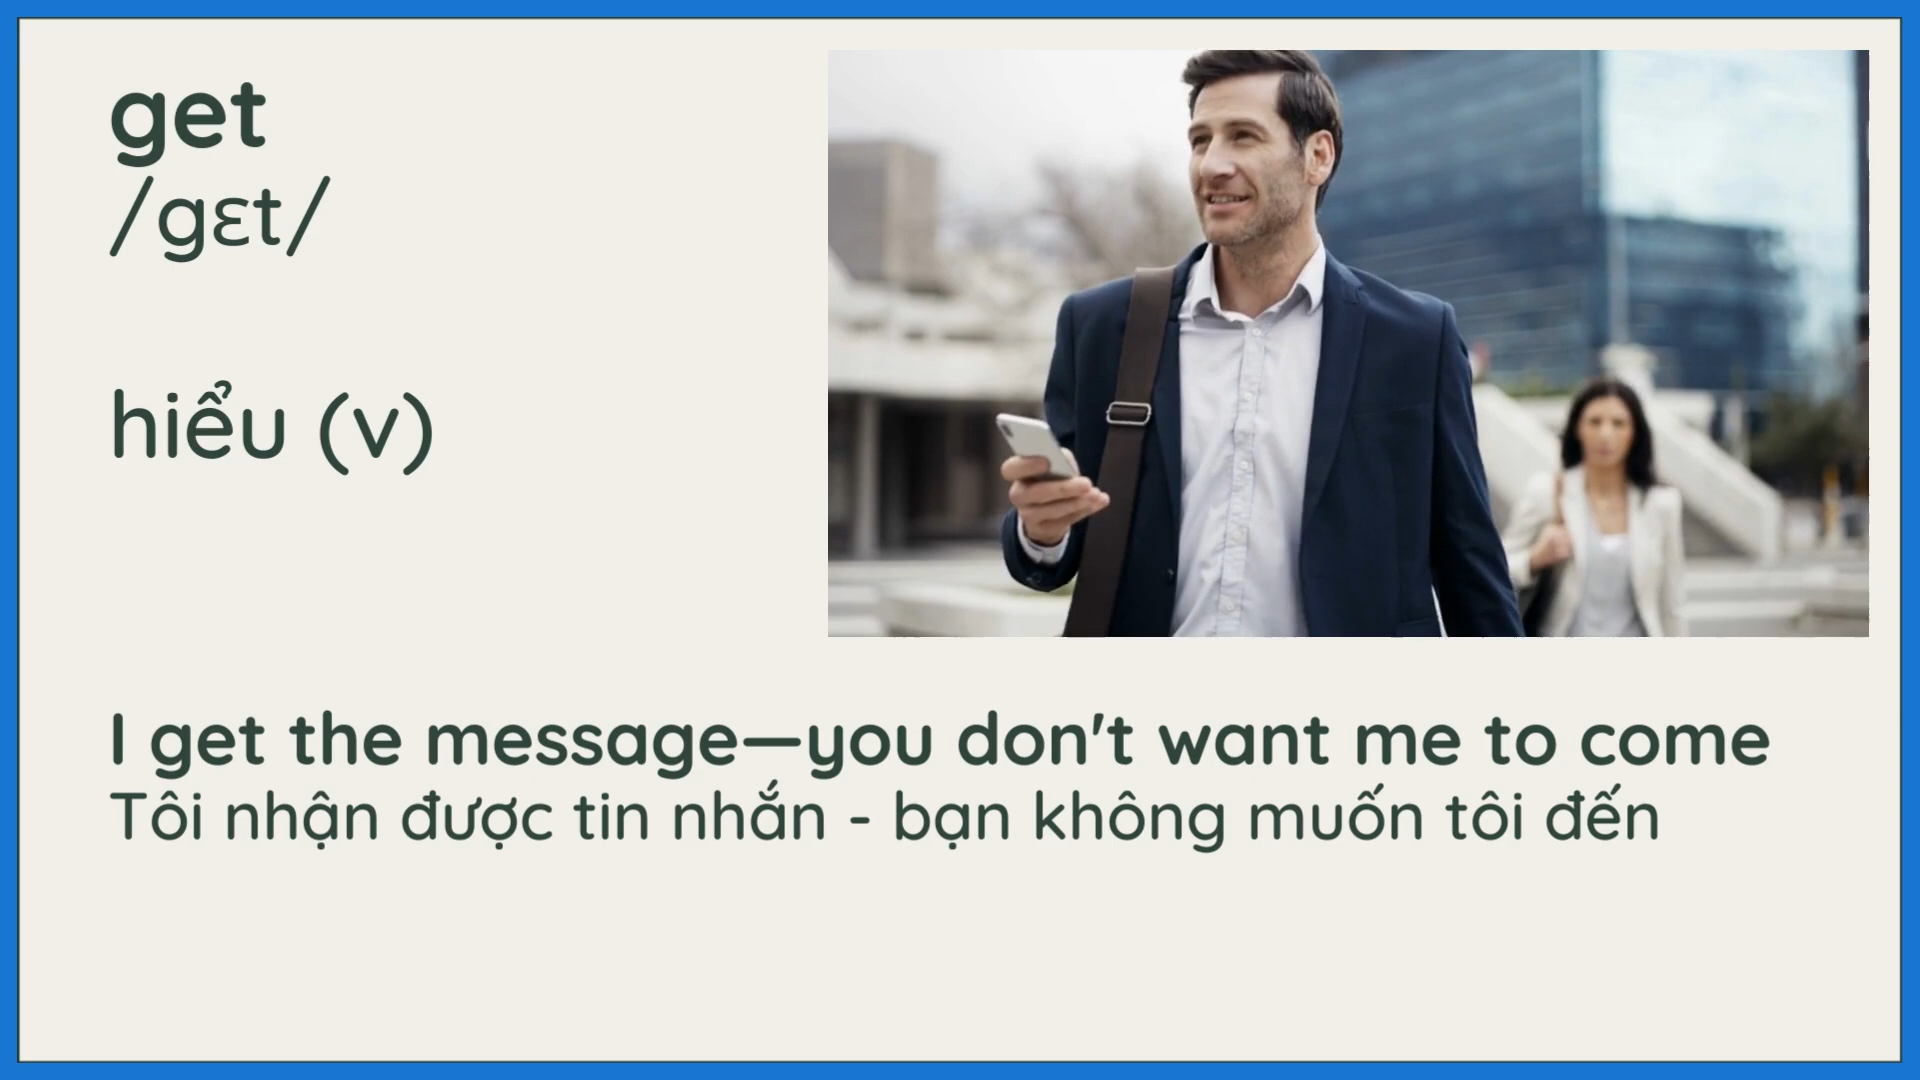 get
/gɛt/
hiểu (v)
I get the message—you don't want me to come
Tôi nhận được tin nhắn - bạn không muốn tôi đến